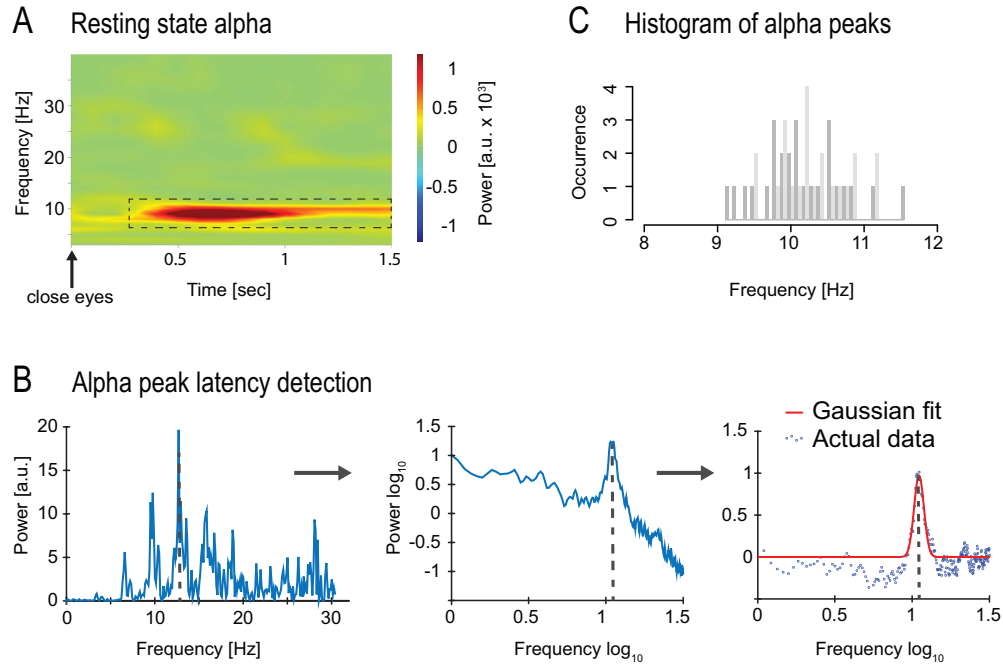 A Resting state alpha
Frequency [Hz]
40
30
20
10
0.5
1
1.5
Time [sec]
close eyes
1
0.5
0
-0.5
-1
Power [a.u. x 10³]
C Histogram of alpha peaks
Occurrence
4
3
2
1
0
8 9 10 11 12
Frequency [Hz]
B Alpha peak latency detection
Power [a.u.]
20
15
10
5
0
0 10 20 30
Frequency [Hz]
Power log₁₀
1.5
1
0.5
0
-0.0
-1
0 0.5 1 1.5
Frequency log₁₀
Gaussian fit
Actual data
1.5
1
0.5
0
0 0.5 1 1.5
Frequency log₁₀